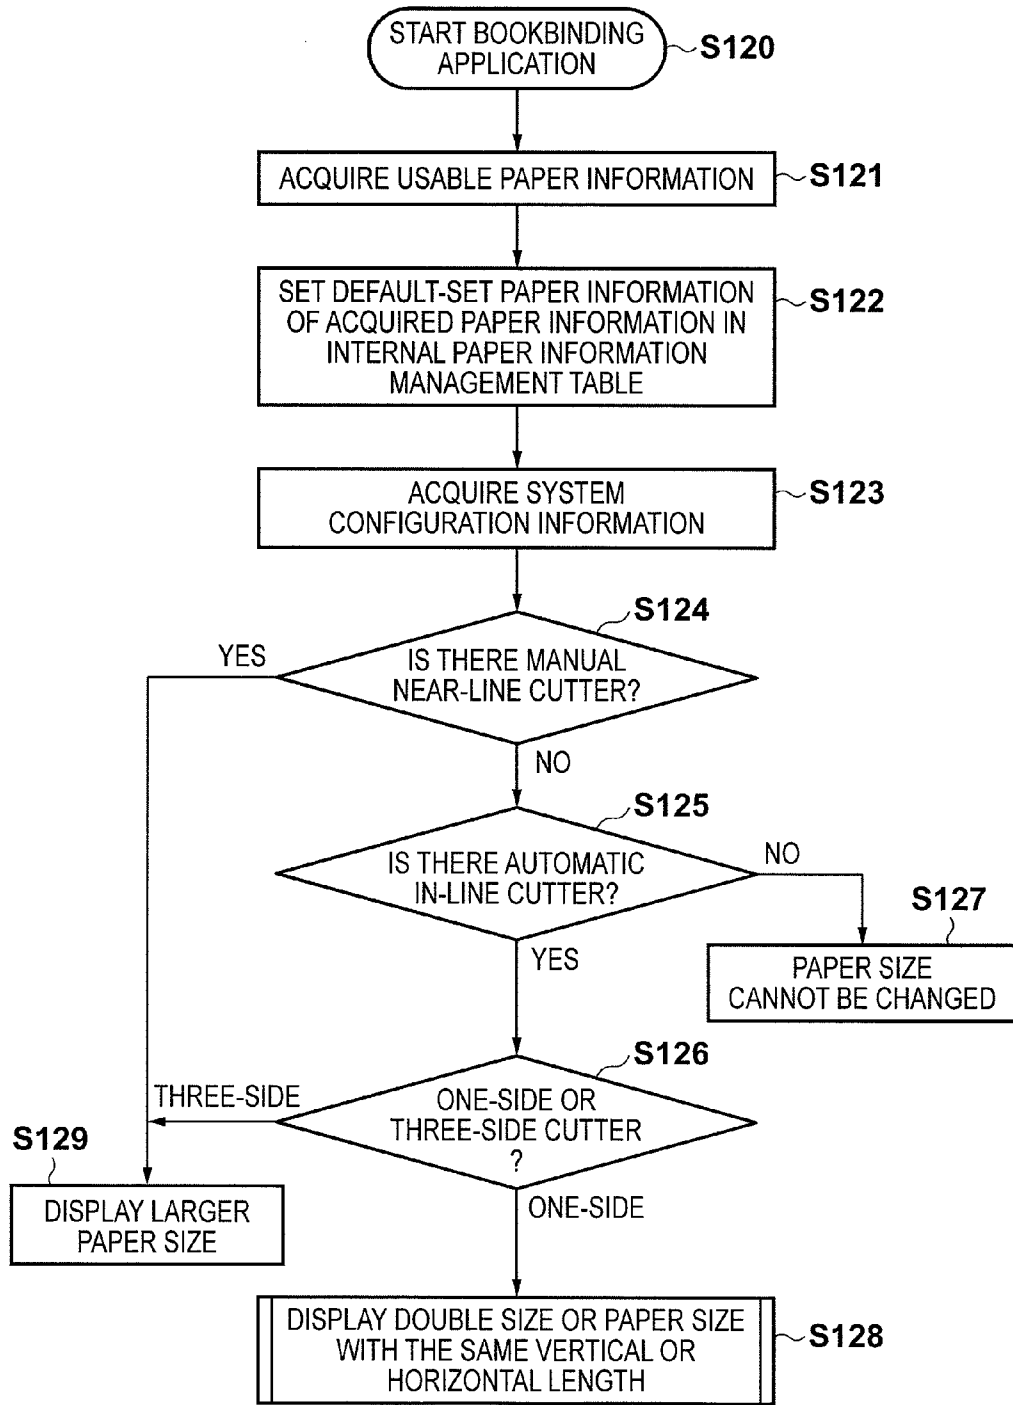 START BOOKBINDING
APPLICATION
S120
ACQUIRE USABLE PAPER INFORMATION
S121
SET DEFAULT-SET PAPER INFORMATION
OF ACQUIRED PAPER INFORMATION IN
INTERNAL PAPER INFORMATION
MANAGEMENT TABLE
S122
ACQUIRE SYSTEM
CONFIGURATION INFORMATION
S123
S124
YES
IS THERE MANUAL
NEAR-LINE CUTTER?
NO
S125
IS THERE AUTOMATIC
IN-LINE CUTTER?
NO
S127
PAPER SIZE
CANNOT BE CHANGED
YES
S126
THREE-SIDE
ONE-SIDE OR
THREE-SIDE CUTTER
?
S129
DISPLAY LARGER
PAPER SIZE
ONE-SIDE
DISPLAY DOUBLE SIZE OR PAPER SIZE
WITH THE SAME VERTICAL OR
HORIZONTAL LENGTH
S128